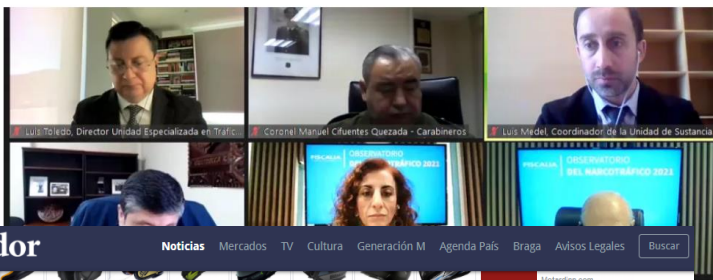 Luis Toledo, Director Unidad Especializada en Tráfic...
Coronel Manuel Cifuentes Quezada - Carabineros
Luis Medel, Coordinador de la Unidad de Sustancia
FISCALIA
OBSERVATORIO
DEL NARCOTRÁFICO 2021
FISCALIA
OBSERVATORIO
DEL NARCOTRÁFICO 2021
dor
Noticias Mercados TV Cultura Generación M Agenda País Braga Avisos Legales Buscar